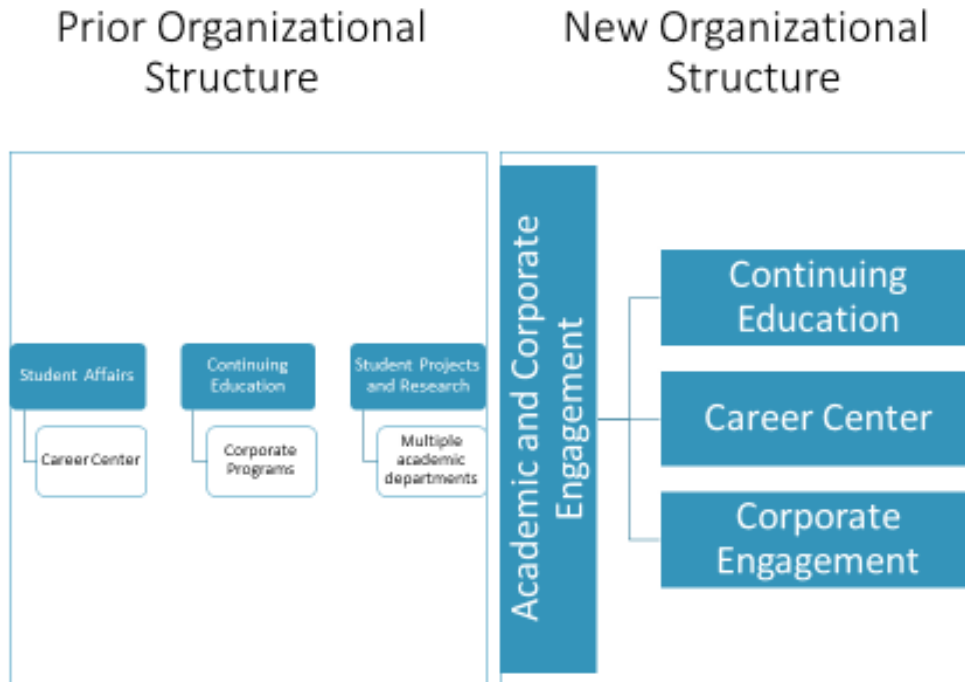 Prior Organizational
Structure
New Organizational
Structure
Student Affairs
Career Center
Continuing
Education
Corporate
Programs
Student Projects
and Research
Multiple
academic
departments
Academic and Corporate
Engagement
Continuing
Education
Career Center
Corporate
Engagement